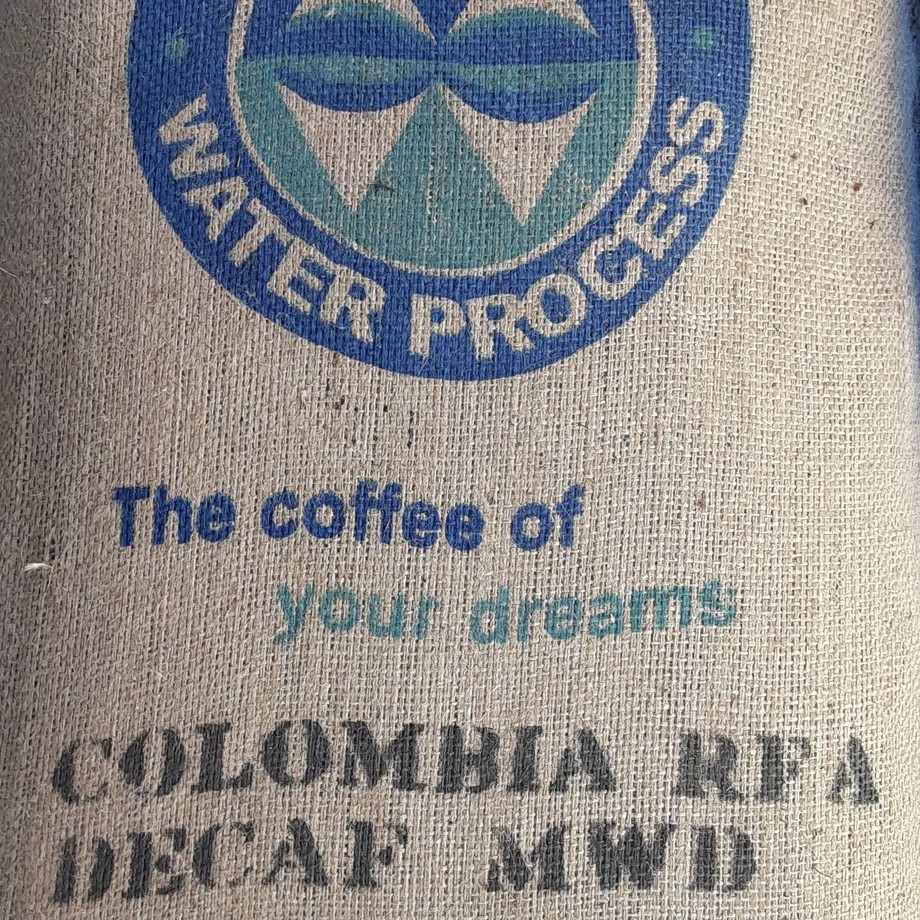 WATER PROCESS
The coffee of
your dreams
COLOMBIA RFA
DECAF MWD